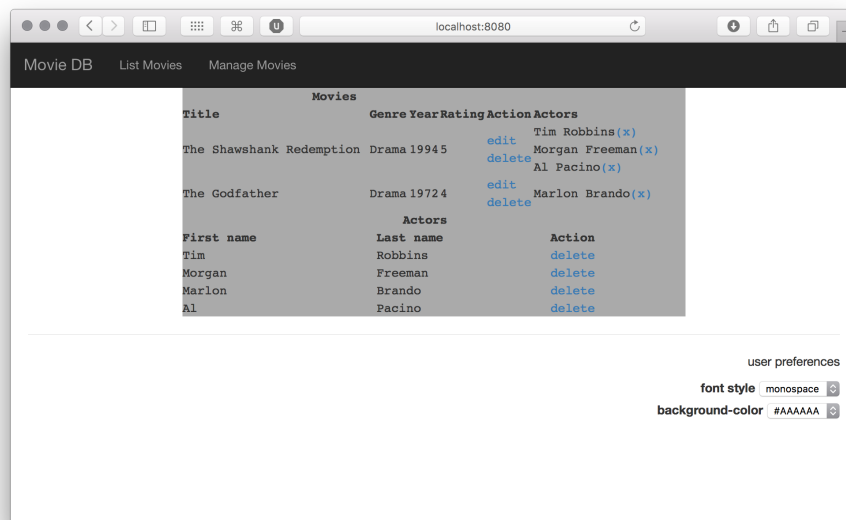 localhost:8080
Movie DB List Movies Manage Movies
Movies
Title Genre Year Rating Action Actors
The Shawshank Redemption Drama 1994 5 edit delete Tim Robbins(x) Morgan Freeman(x) Al Pacino(x)
The Godfather Drama 1972 4 edit delete Marlon Brando(x)
Actors
First name Last name Action
Tim Robbins delete
Morgan Freeman delete
Marlon Brando delete
Al Pacino delete
user preferences
font style monospace
background-color #AAAAAA